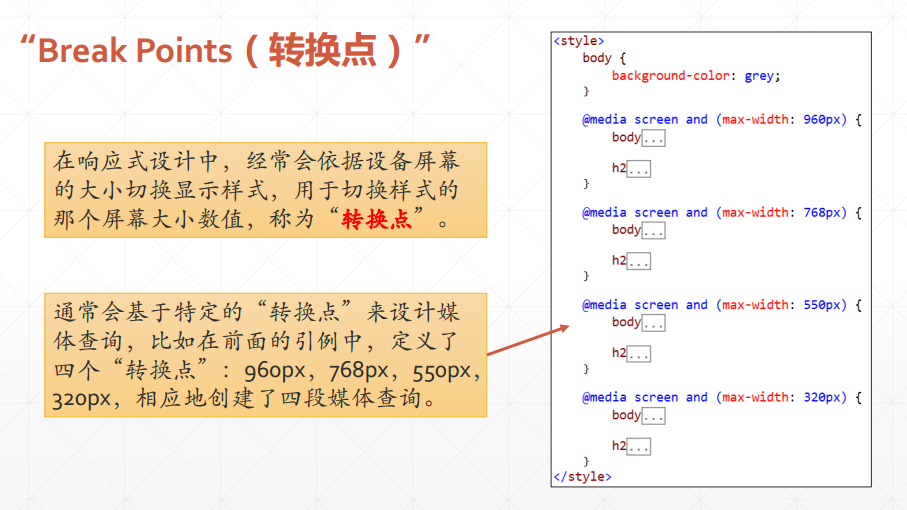 “Break Points（转换点）”
在响应式设计中，经常会依据设备屏幕
的大小切换显示样式，用于切换样式的
那个屏幕大小数值，称为“转换点”。
通常会基于特定的“转换点”来设计媒
体查询，比如在前面的引例中，定义了
四个“转换点”：960px，768px，550px，
320px，相应地创建了四段媒体查询。
<style>
body {
background-color: grey;
}
@media screen and (max-width: 960px) {
body...
h2...
}
@media screen and (max-width: 768px) {
body...
h2...
}
@media screen and (max-width: 550px) {
body...
h2...
}
@media screen and (max-width: 320px) {
body...
h2...
}
</style>